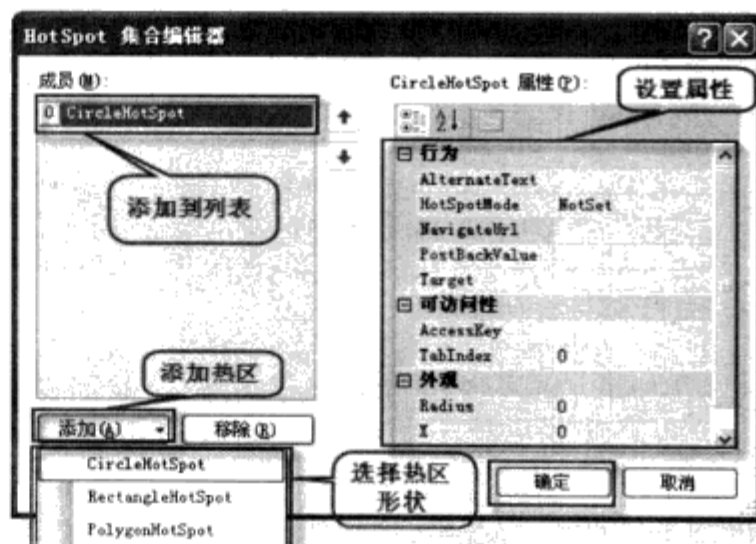 HotSpot 集合编辑器
成员(M):
CircleHotSpot 属性(P):
设置属性
0 CircleHotSpot
添加到列表
行为
AlternateText
HotSpotMode NotSet
NavigateUrl
PostBackValue
Target
可访问性
AccessKey
TabIndex 0
外观
Radius 0
X 0
添加热区
添加(A)
移除(R)
CircleHotSpot
RectangleHotSpot
PolygonHotSpot
选择热区
形状
确定
取消